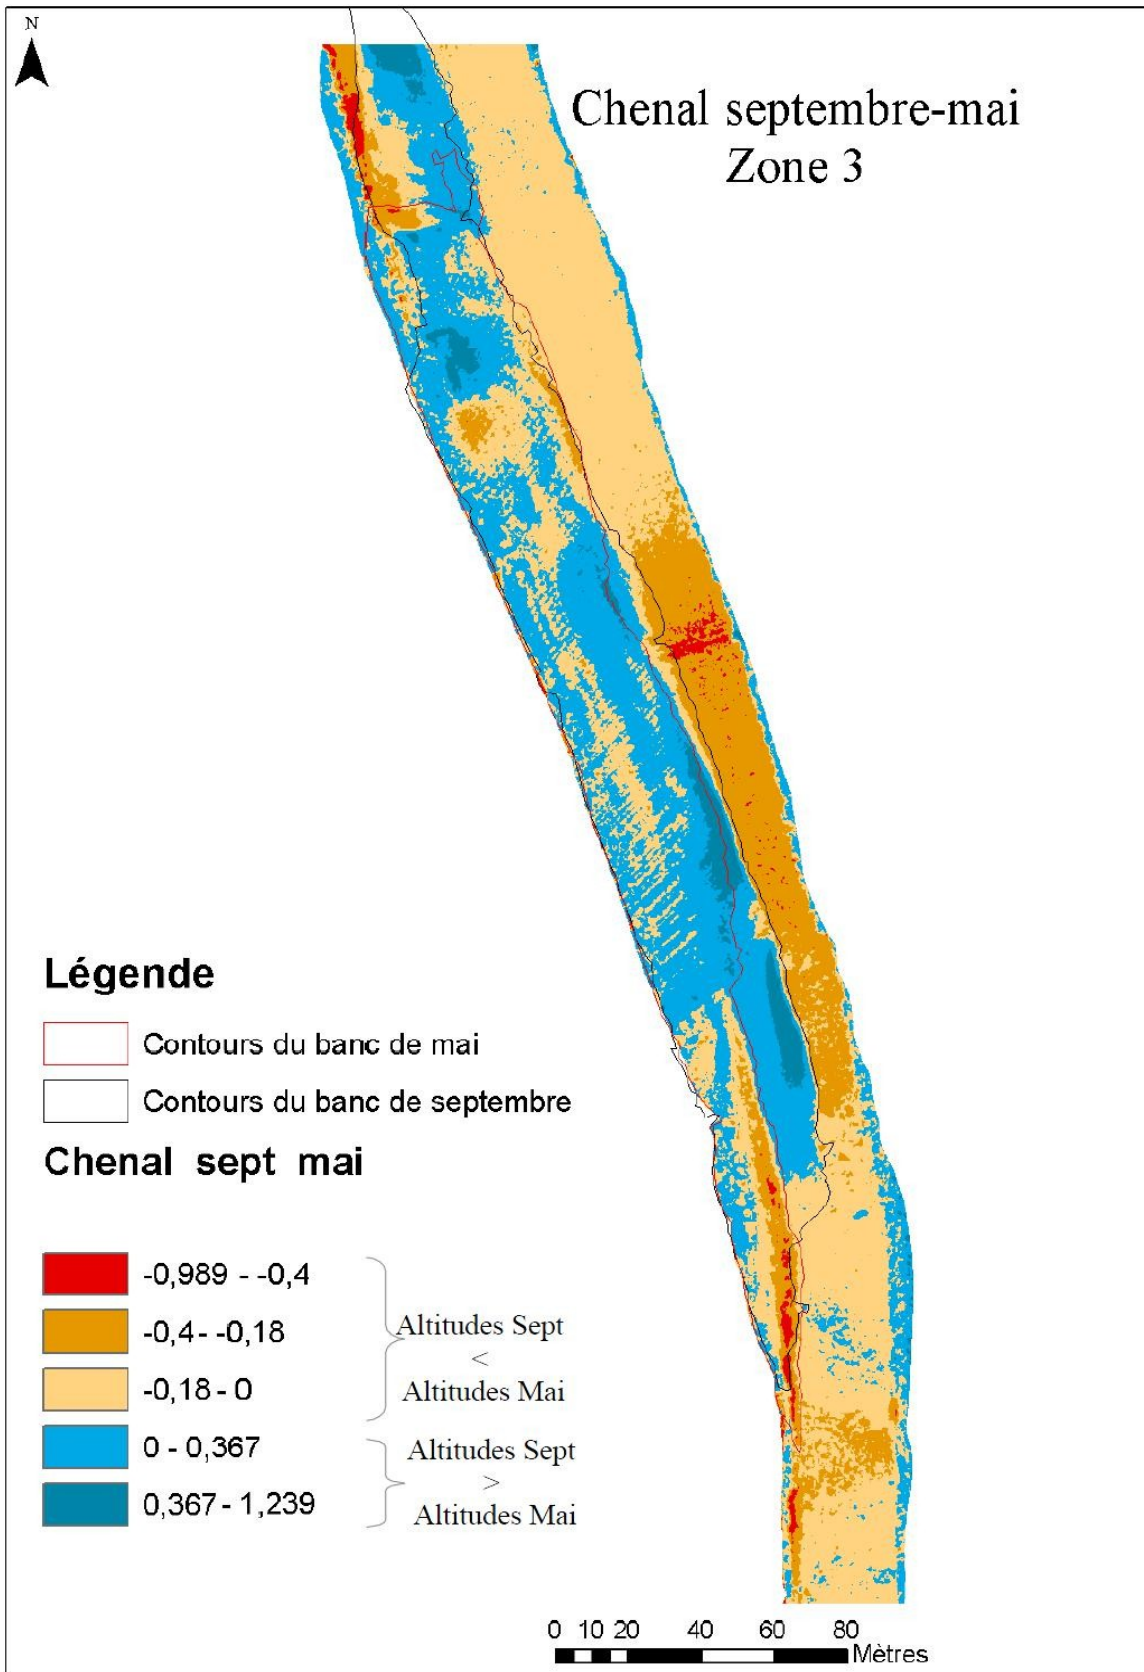 N
Chenal septembre-mai
Zone 3
Légende
Contours du banc de mai
Contours du banc de septembre
Chenal sept mai
-0,989 - -0,4
-0,4- -0,18
-0,18 - 0
0 - 0,367
0,367 - 1,239
Altitudes Sept
<
Altitudes Mai
Altitudes Sept
>
Altitudes Mai
0 10 20 40 60 80
Mètres